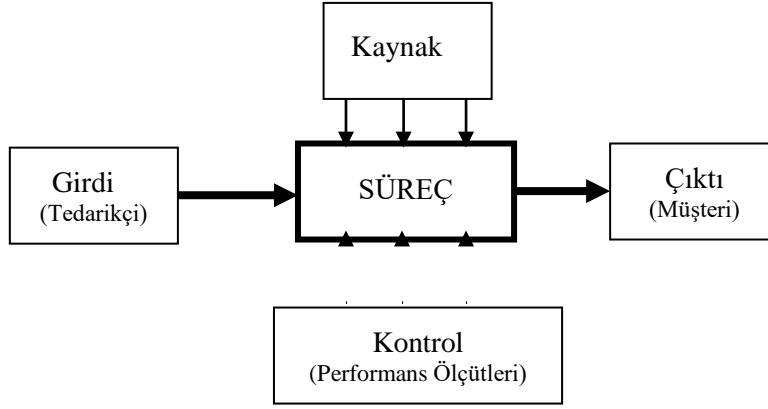 Kaynak
Girdi
(Tedarikçi)
SÜREÇ
Çıktı
(Müşteri)
Kontrol
(Performans Ölçütleri)